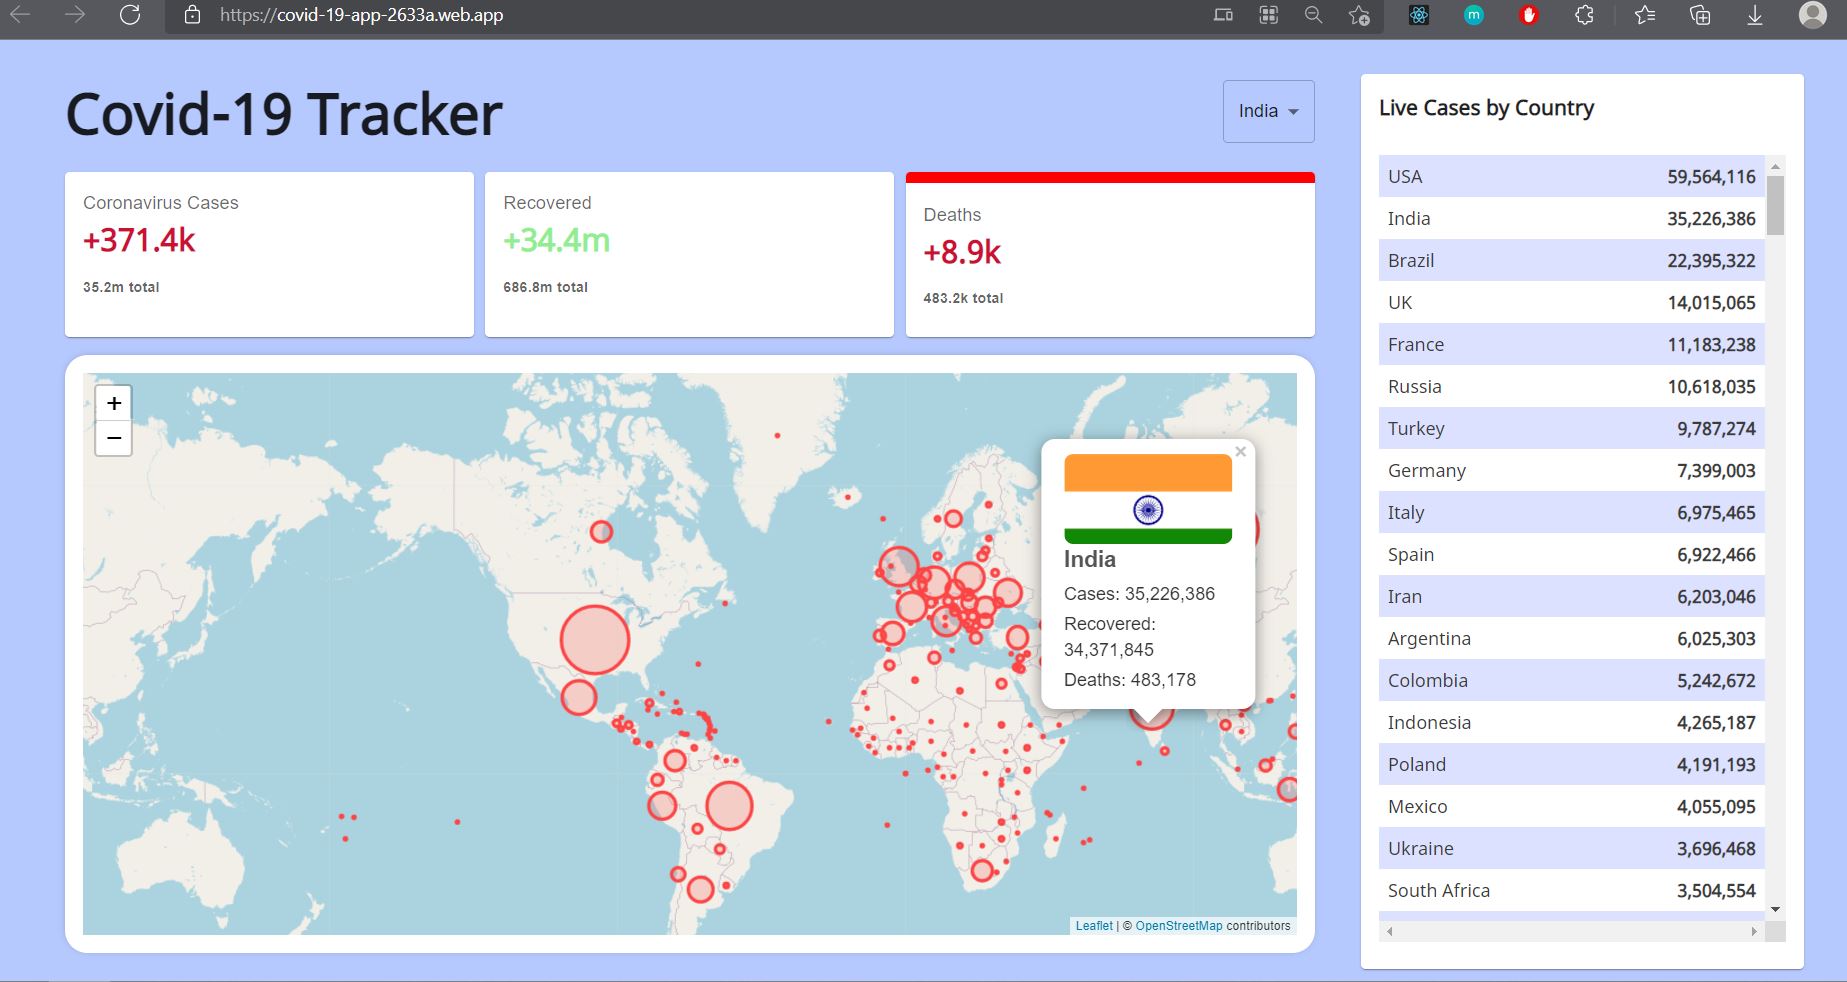 https://covid-19-app-2633a.web.app
m
Covid-19 Tracker
India
Coronavirus Cases
+371.4k
35.2m total
Recovered
+34.4m
686.8m total
Deaths
+8.9k
483.2k total
+
−
×
India
Cases: 35,226,386
Recovered:
34,371,845
Deaths: 483,178
Leaflet | © OpenStreetMap contributors
Live Cases by Country
USA 59,564,116
India 35,226,386
Brazil 22,395,322
UK 14,015,065
France 11,183,238
Russia 10,618,035
Turkey 9,787,274
Germany 7,399,003
Italy 6,975,465
Spain 6,922,466
Iran 6,203,046
Argentina 6,025,303
Colombia 5,242,672
Indonesia 4,265,187
Poland 4,191,193
Mexico 4,055,095
Ukraine 3,696,468
South Africa 3,504,554